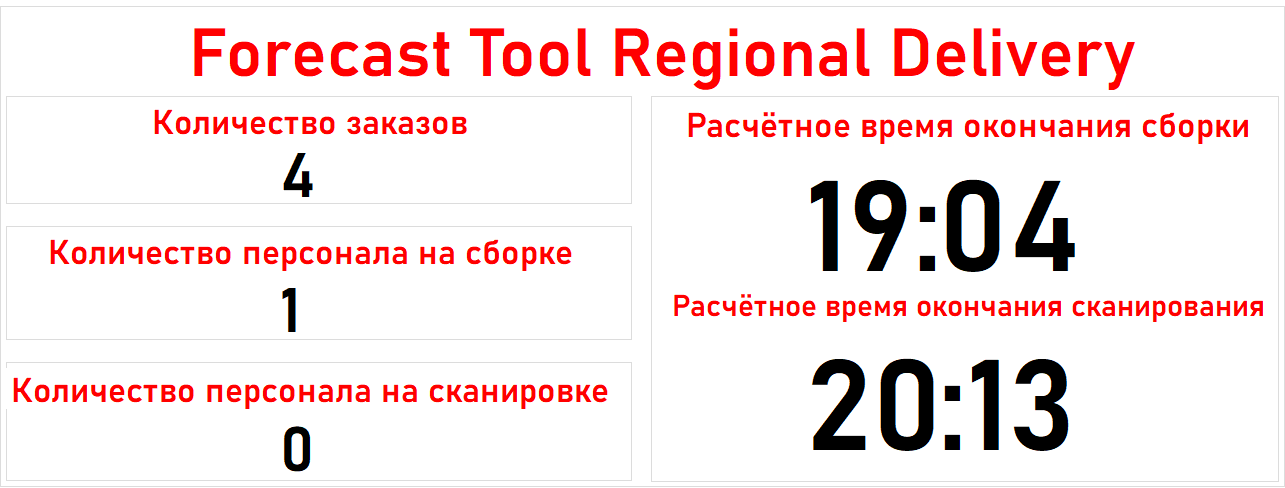 Forecast Tool Regional Delivery
Количество заказов
4
Количество персонала на сборке
1
Количество персонала на сканировке
0
Расчётное время окончания сборки
19:04
Расчётное время окончания сканирования
20:13